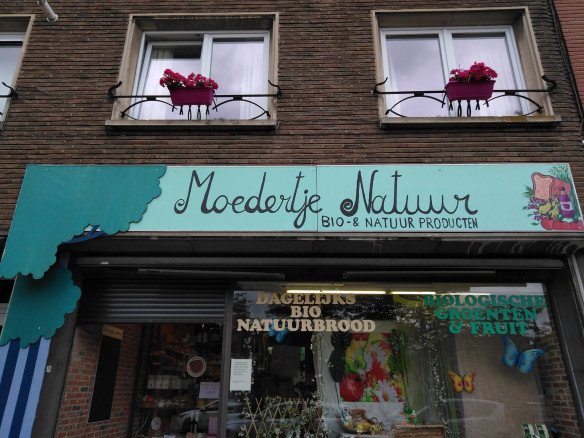 Moedertje Natuur
BIO-& NATUUR PRODUCTEN
DAGELIJKS
BIO
NATUURBROOD
BIOLOGISCHE
GROENTEN
& FRUIT